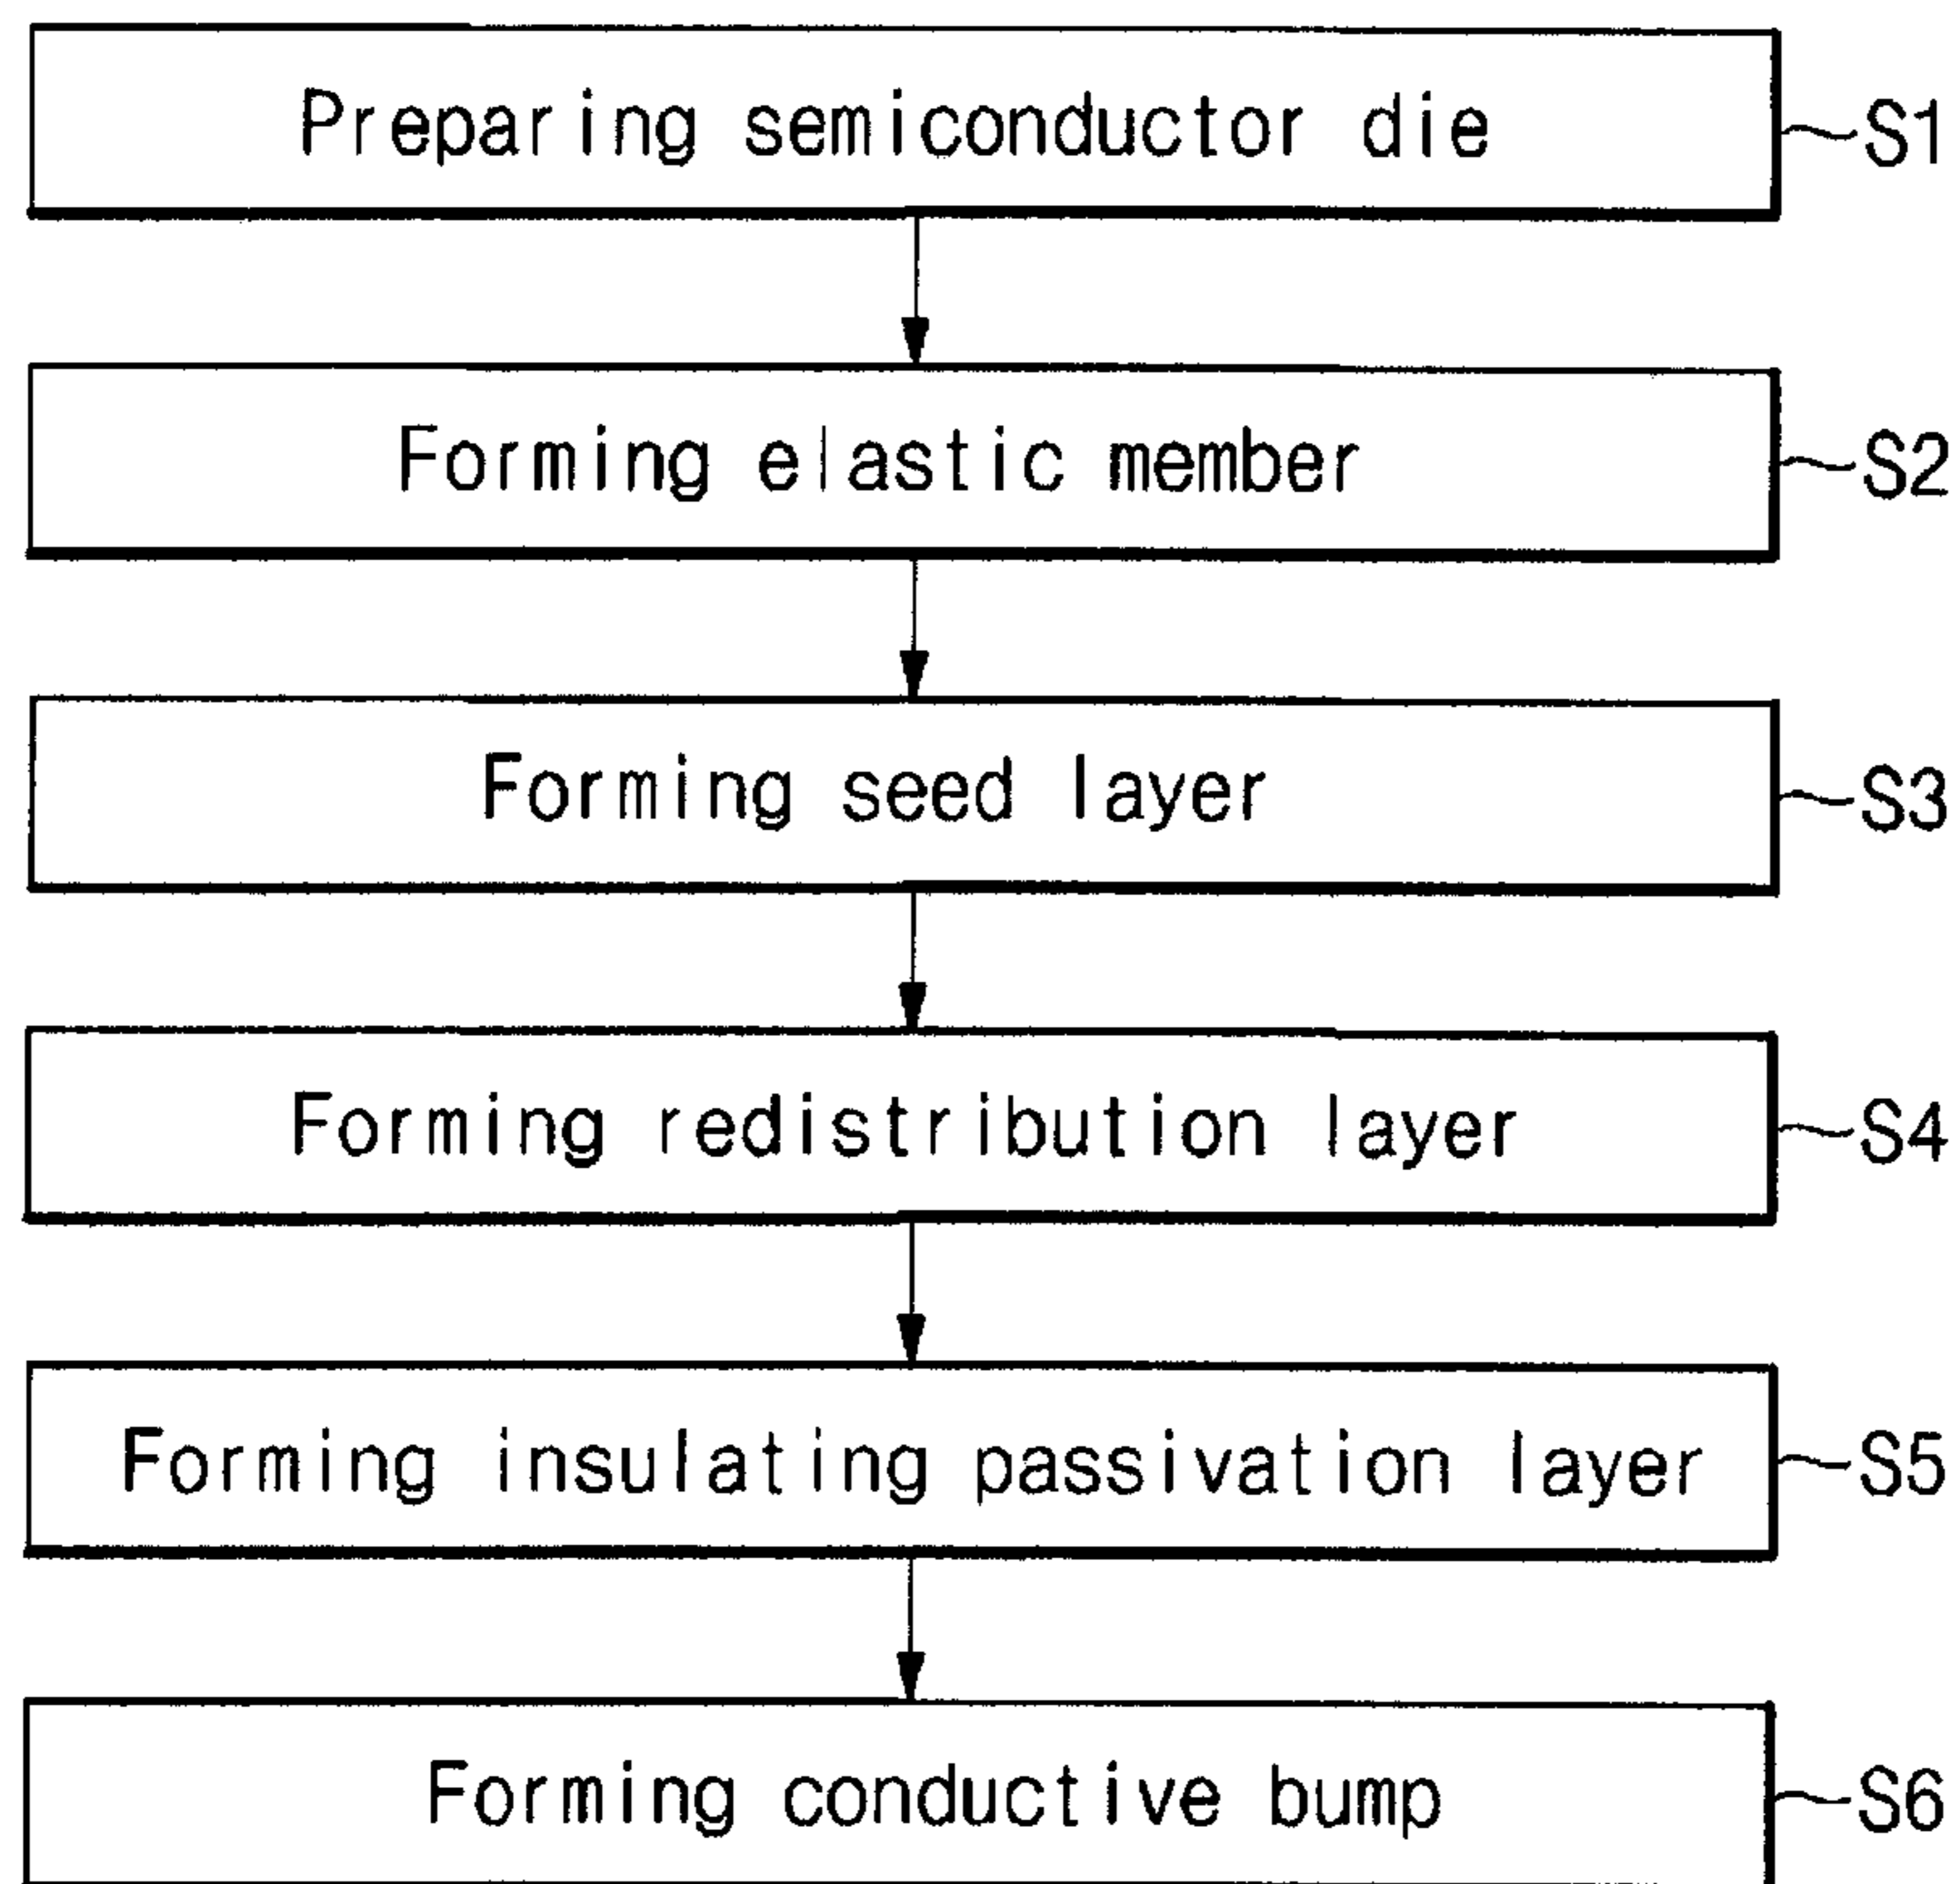 Preparing semiconductor die S1
Forming elastic member S2
Forming seed layer S3
Forming redistribution layer S4
Forming insulating passivation layer S5
Forming conductive bump S6